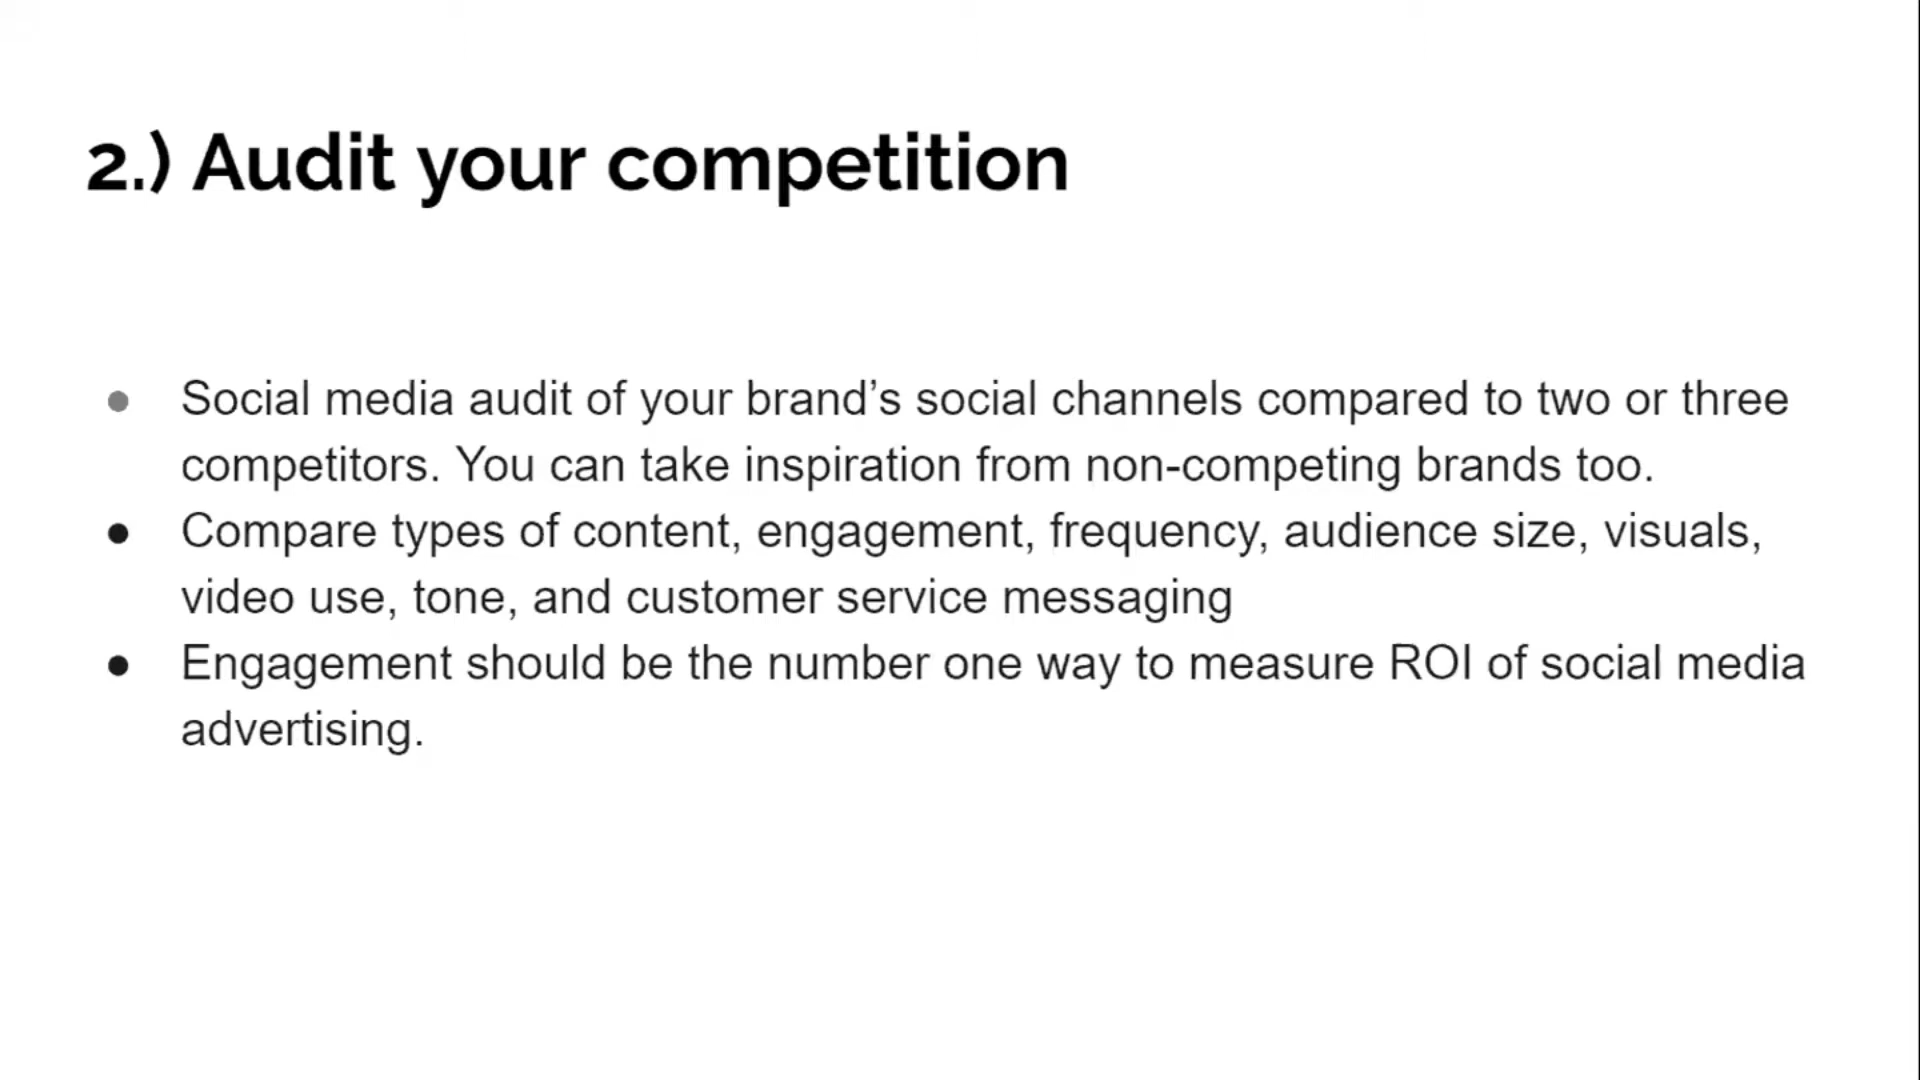 2.) Audit your competition
● Social media audit of your brand’s social channels compared to two or three
competitors. You can take inspiration from non-competing brands too.
● Compare types of content, engagement, frequency, audience size, visuals,
video use, tone, and customer service messaging
● Engagement should be the number one way to measure ROI of social media
advertising.